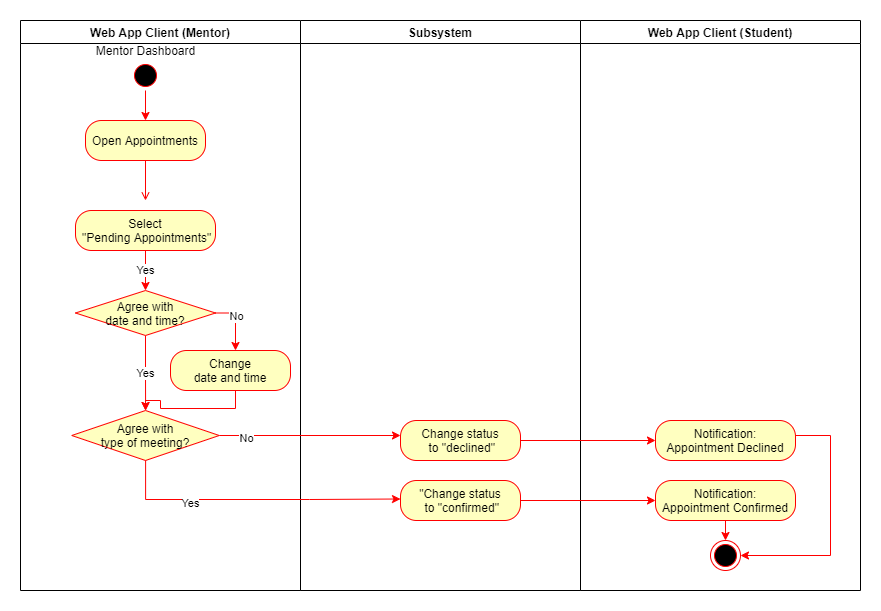 Web App Client (Mentor)
Subsystem
Web App Client (Student)
Mentor Dashboard
Open Appointments
Select
"Pending Appointments"
Yes
Agree with
date and time?
No
Change
date and time
Yes
Agree with
type of meeting?
No
Change status
to "declined"
Notification:
Appointment Declined
Yes
"Change status
to "confirmed"
Notification:
Appointment Confirmed